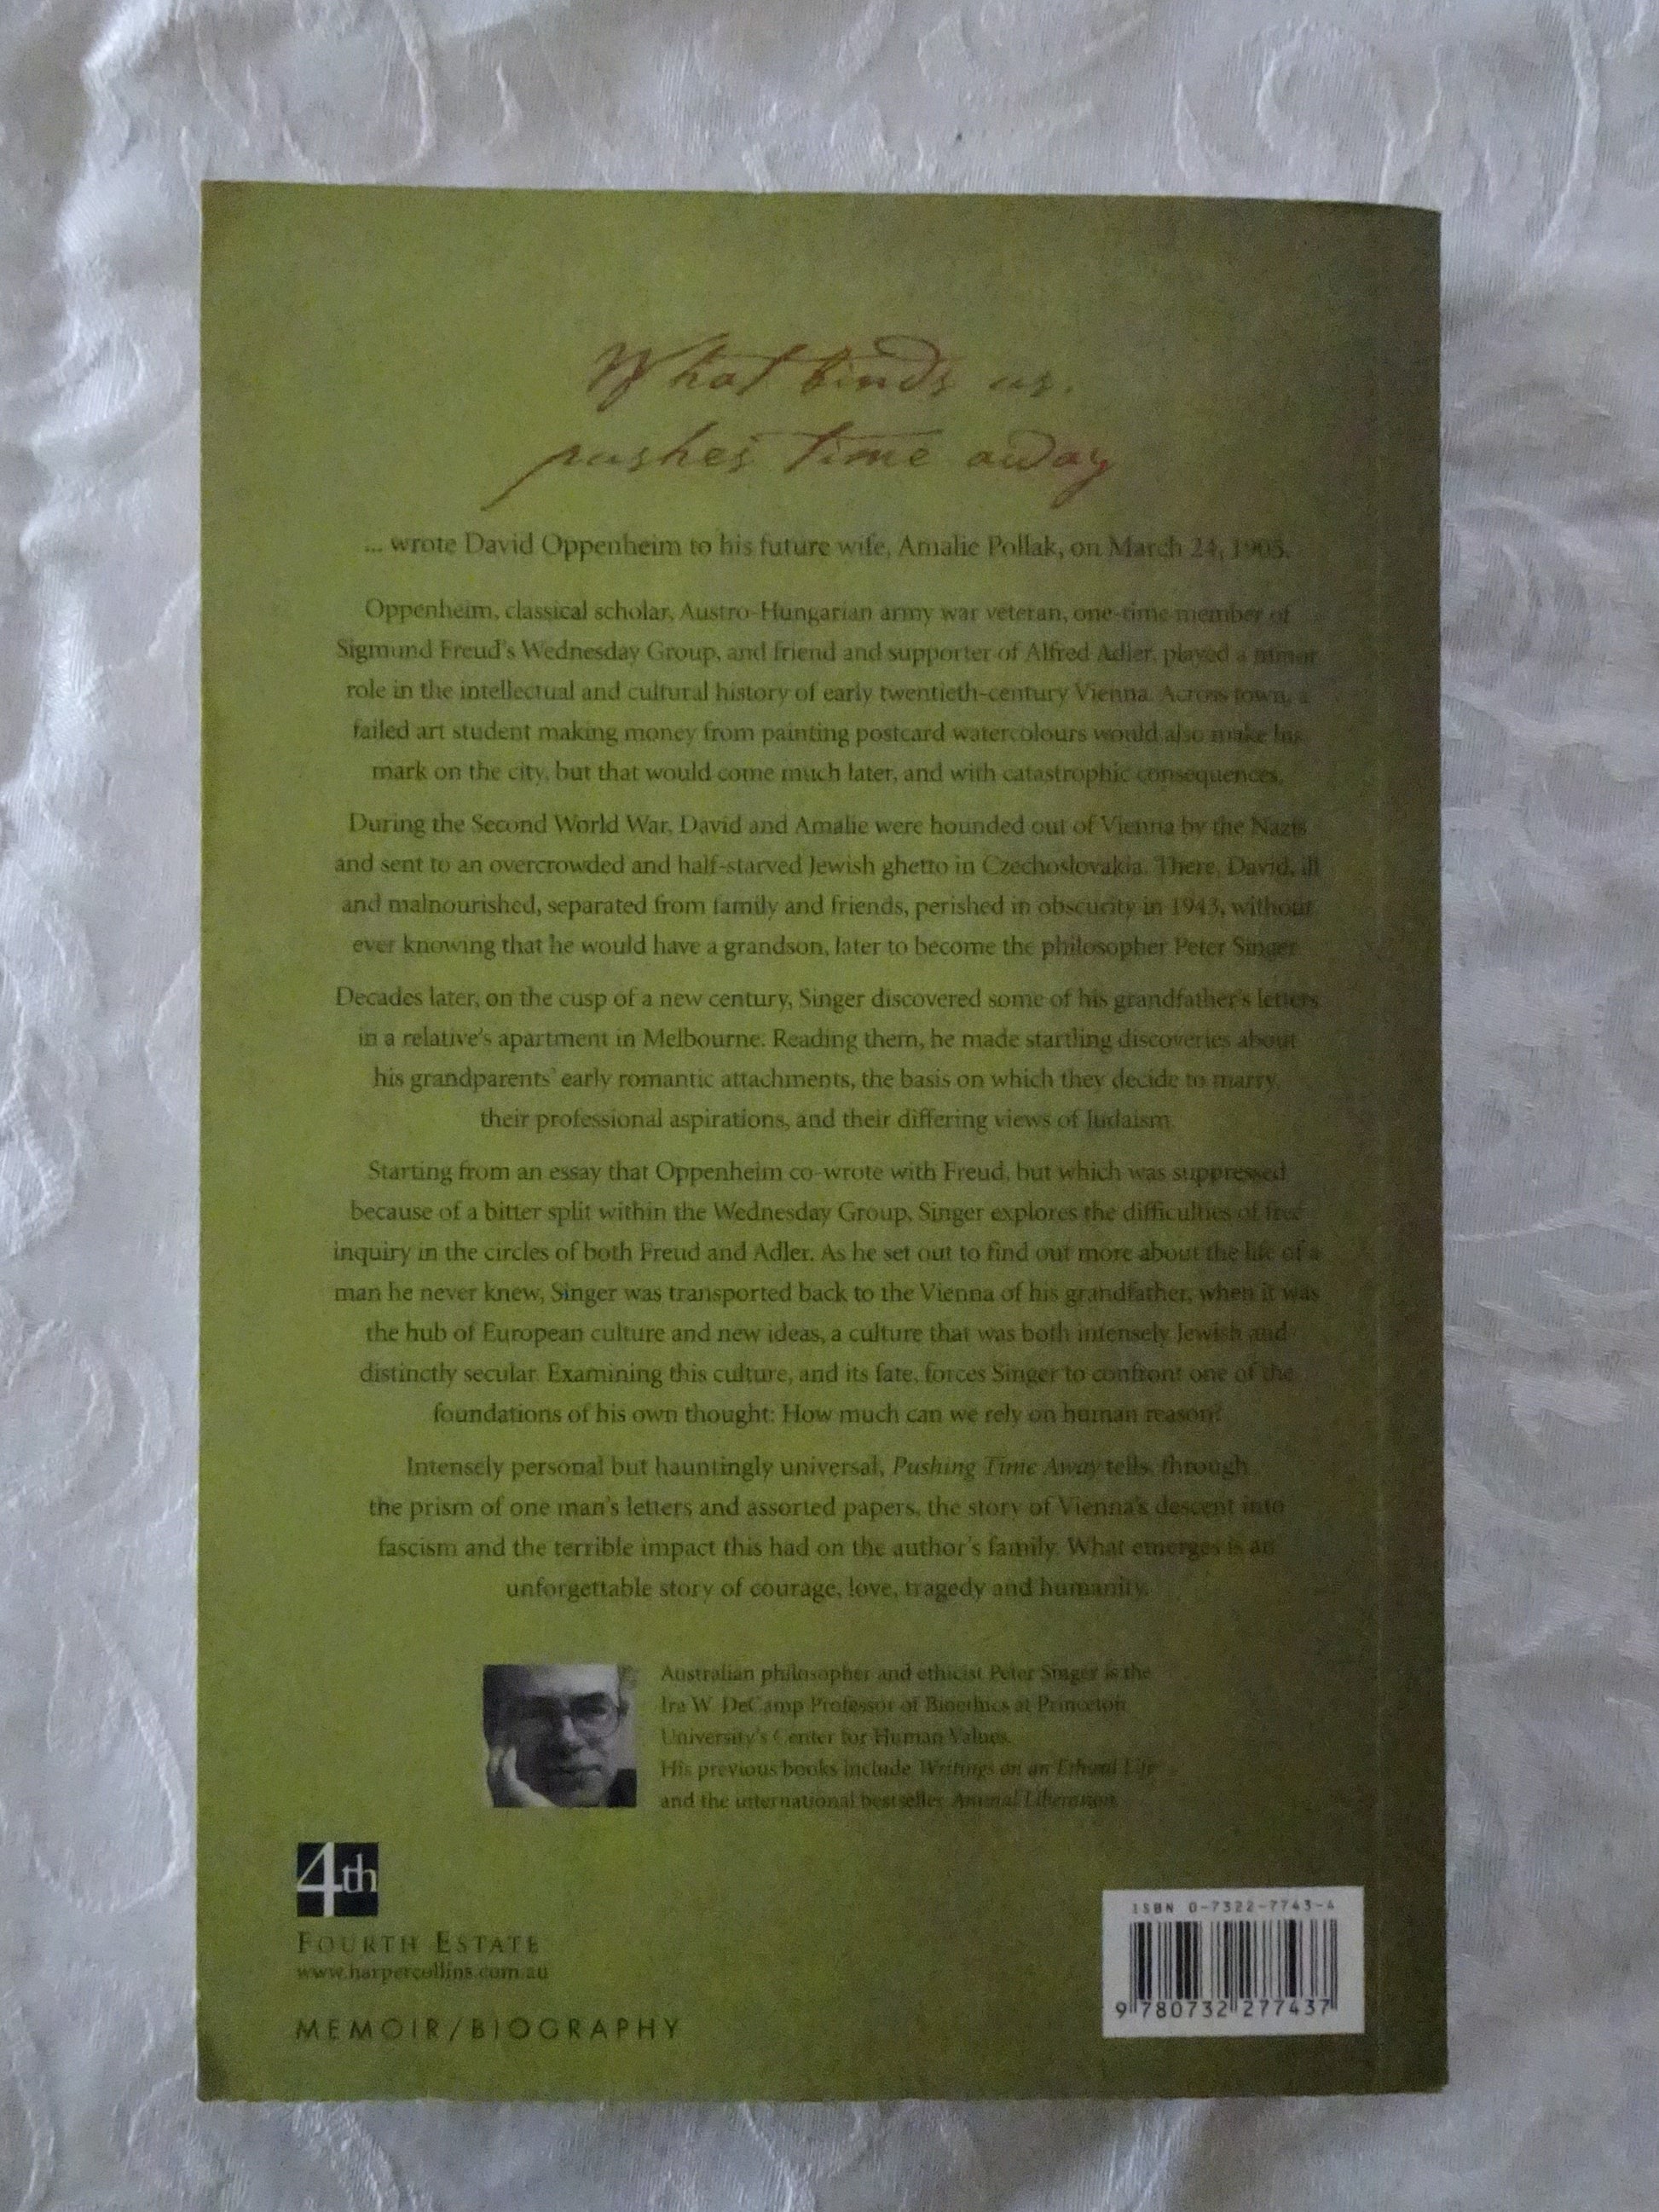 What binds us,
pushes time away
... wrote David Oppenheim to his future wife, Amalie Pollak, on March 24, 1905.
Oppenheim, classical scholar, Austro-Hungarian army war veteran, one-time member of
Sigmund Freud's Wednesday Group, and friend and supporter of Alfred Adler, played a minor
role in the intellectual and cultural history of early twentieth-century Vienna. Across town, a
failed art student making money from painting postcard watercolours would also make his
mark on the city, but that would come much later, and with catastrophic consequences.
During the Second World War, David and Amalie were hounded out of Vienna by the Nazis
and sent to an overcrowded and half-starved Jewish ghetto in Czechoslovakia. There, David, ill
and malnourished, separated from family and friends, perished in obscurity in 1943, without
ever knowing that he would have a grandson, later to become the philosopher Peter Singer.
Decades later, on the cusp of a new century, Singer discovered some of his grandfather's letters
in a relative's apartment in Melbourne. Reading them, he made startling discoveries about
his grandparents' early romantic attachments, the basis on which they decide to marry,
their professional aspirations, and their differing views of Judaism.
Starting from an essay that Oppenheim co-wrote with Freud, but which was suppressed
because of a bitter split within the Wednesday Group, Singer explores the difficulties of free
inquiry in the circles of both Freud and Adler. As he set out to find out more about the life of a
man he never knew, Singer was transported back to the Vienna of his grandfather, when it was
the hub of European culture and new ideas, a culture that was both intensely Jewish and
distinctly secular. Examining this culture, and its fate, forces Singer to confront one of the
foundations of his own thought: How much can we rely on human reason?
Intensely personal but hauntingly universal, Pushing Time Away tells, through
the prism of one man's letters and assorted papers, the story of Vienna's descent into
fascism and the terrible impact this had on the author's family. What emerges is an
unforgettable story of courage, love, tragedy and humanity.
Australian philosopher and ethicist Peter Singer is the
Ira W. DeCamp Professor of Bioethics at Princeton
University's Center for Human Values.
His previous books include Writings on an Ethical Life
and the international bestseller Animal Liberation.
4th
FOURTH ESTATE
www.harpercollins.com.au
MEMOIR/BIOGRAPHY
ISBN 0-7322-7743-4
9 780732 277437